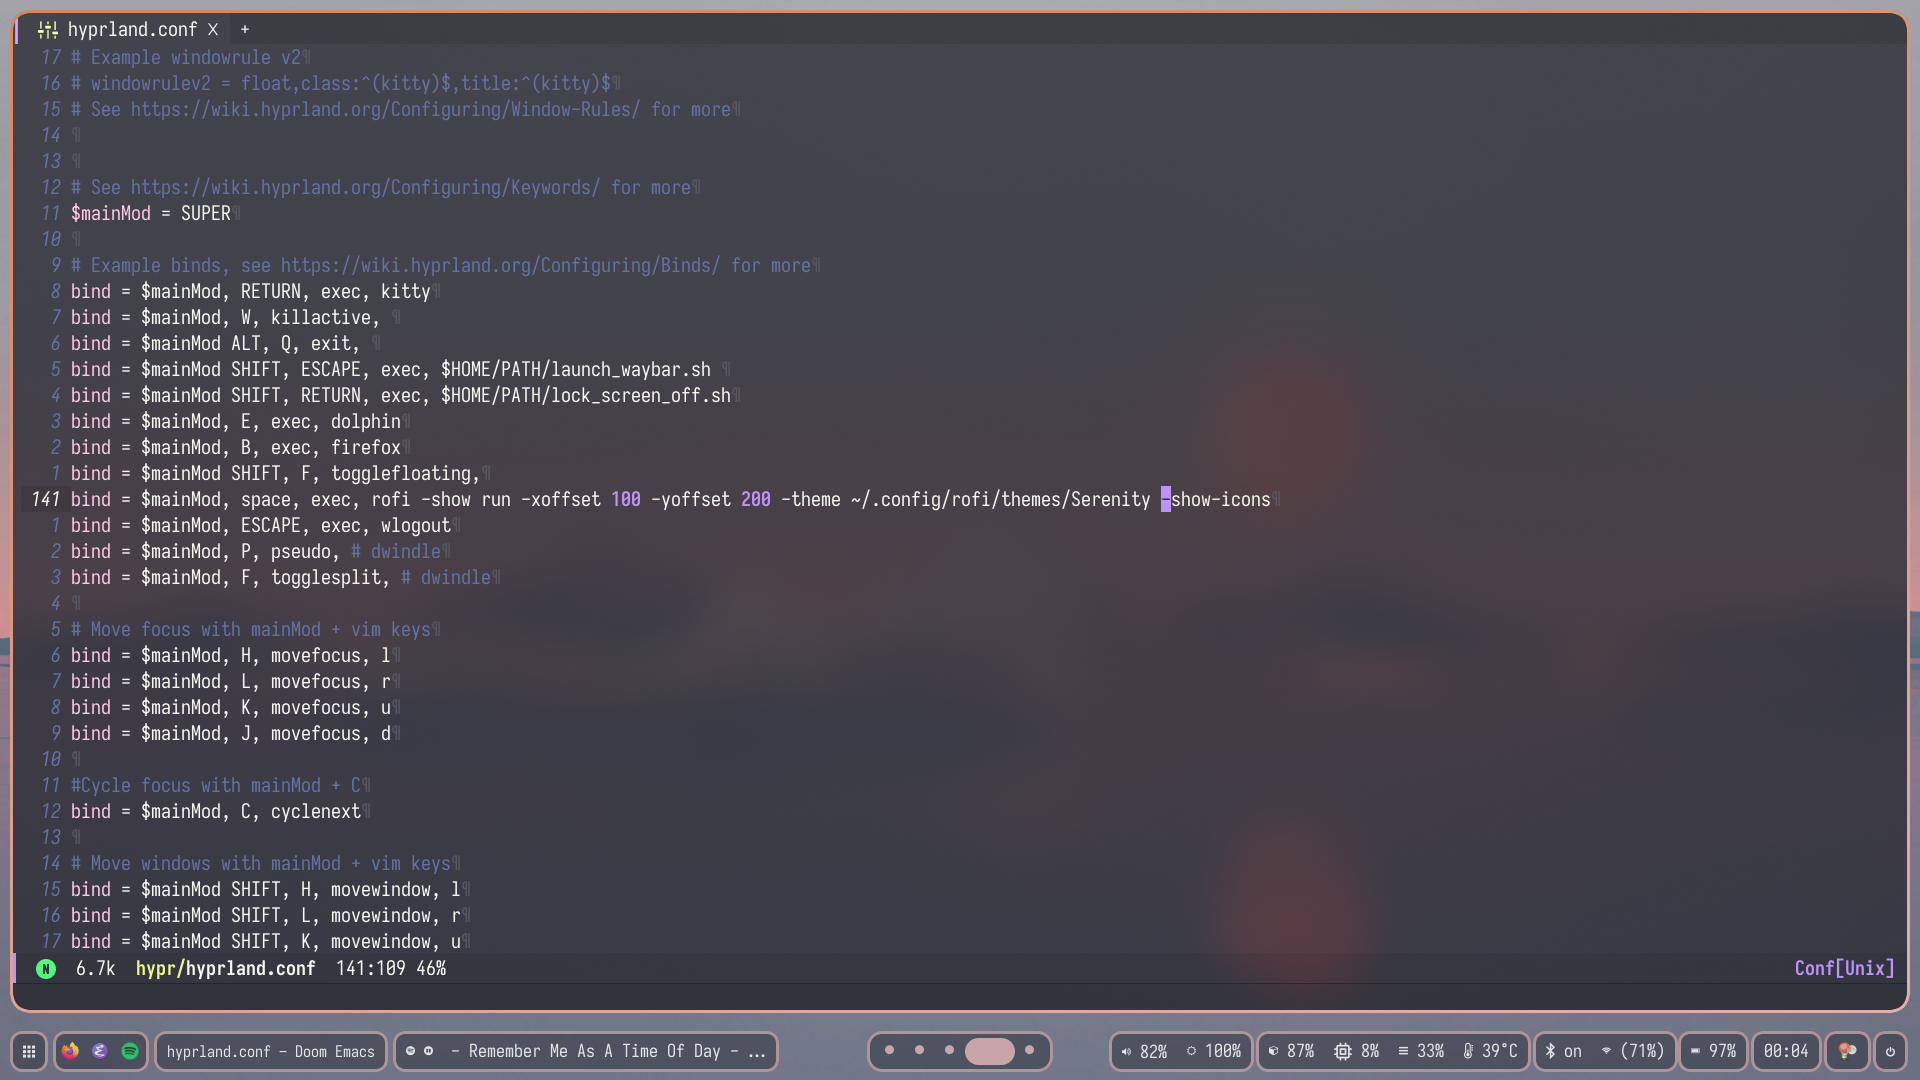 hyprland.conf X +
17 # Example windowrule v2¶
16 # windowrulev2 = float,class:^(kitty)$,title:^(kitty)$¶
15 # See https://wiki.hyprland.org/Configuring/Window-Rules/ for more¶
14 ¶
13 ¶
12 # See https://wiki.hyprland.org/Configuring/Keywords/ for more¶
11 $mainMod = SUPER¶
10 ¶
9 # Example binds, see https://wiki.hyprland.org/Configuring/Binds/ for more¶
8 bind = $mainMod, RETURN, exec, kitty¶
7 bind = $mainMod, W, killactive, ¶
6 bind = $mainMod ALT, Q, exit, ¶
5 bind = $mainMod SHIFT, ESCAPE, exec, $HOME/PATH/launch_waybar.sh ¶
4 bind = $mainMod SHIFT, RETURN, exec, $HOME/PATH/lock_screen_off.sh¶
3 bind = $mainMod, E, exec, dolphin¶
2 bind = $mainMod, B, exec, firefox¶
1 bind = $mainMod SHIFT, F, togglefloating,¶
141 bind = $mainMod, space, exec, rofi -show run -xoffset 100 -yoffset 200 -theme ~/.config/rofi/themes/Serenity -show-icons¶
1 bind = $mainMod, ESCAPE, exec, wlogout¶
2 bind = $mainMod, P, pseudo, # dwindle¶
3 bind = $mainMod, F, togglesplit, # dwindle¶
4 ¶
5 # Move focus with mainMod + vim keys¶
6 bind = $mainMod, H, movefocus, l¶
7 bind = $mainMod, L, movefocus, r¶
8 bind = $mainMod, K, movefocus, u¶
9 bind = $mainMod, J, movefocus, d¶
10 ¶
11 #Cycle focus with mainMod + C¶
12 bind = $mainMod, C, cyclenext¶
13 ¶
14 # Move windows with mainMod + vim keys¶
15 bind = $mainMod SHIFT, H, movewindow, l¶
16 bind = $mainMod SHIFT, L, movewindow, r¶
17 bind = $mainMod SHIFT, K, movewindow, u¶
N 6.7k hypr/hyprland.conf 141:109 46% Conf[Unix]
hyprland.conf – Doom Emacs – Remember Me As A Time Of Day – ... 82% 100% 87% 8% 33% 39°C on (71%) 97% 00:04